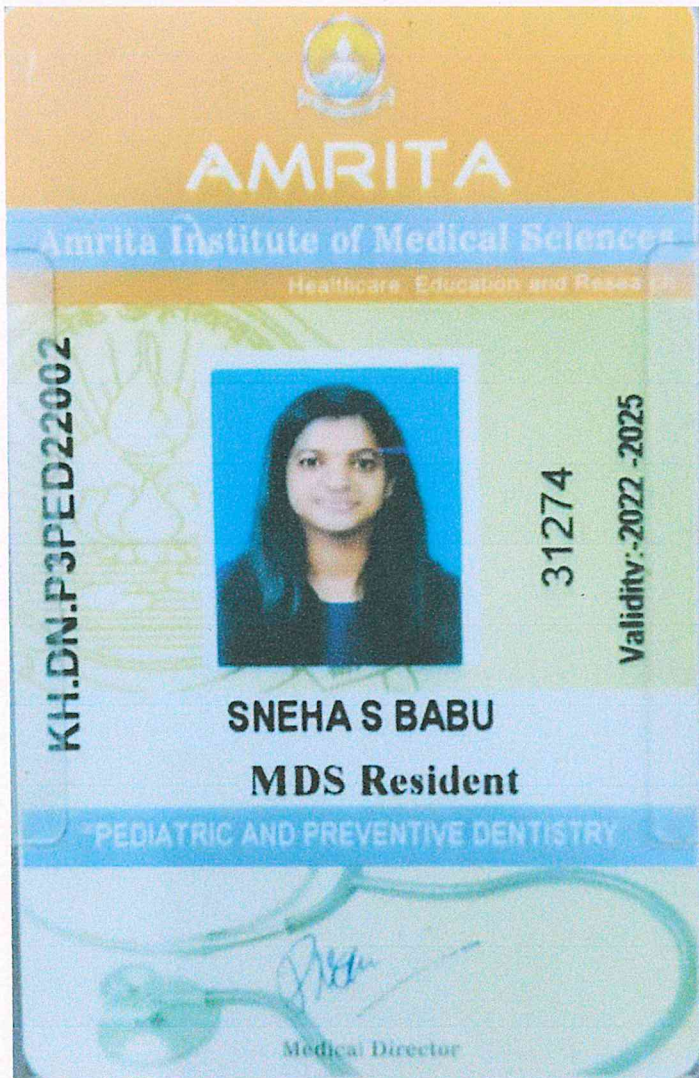 AMRITA
Amrita Institute of Medical Sciences
Healthcare Education and Resea
KH.DN.P3PED22002
31274
Validity:-2022 -2025
SNEHA S BABU
MDS Resident
PEDIATRIC AND PREVENTIVE DENTISTRY
Medical Director